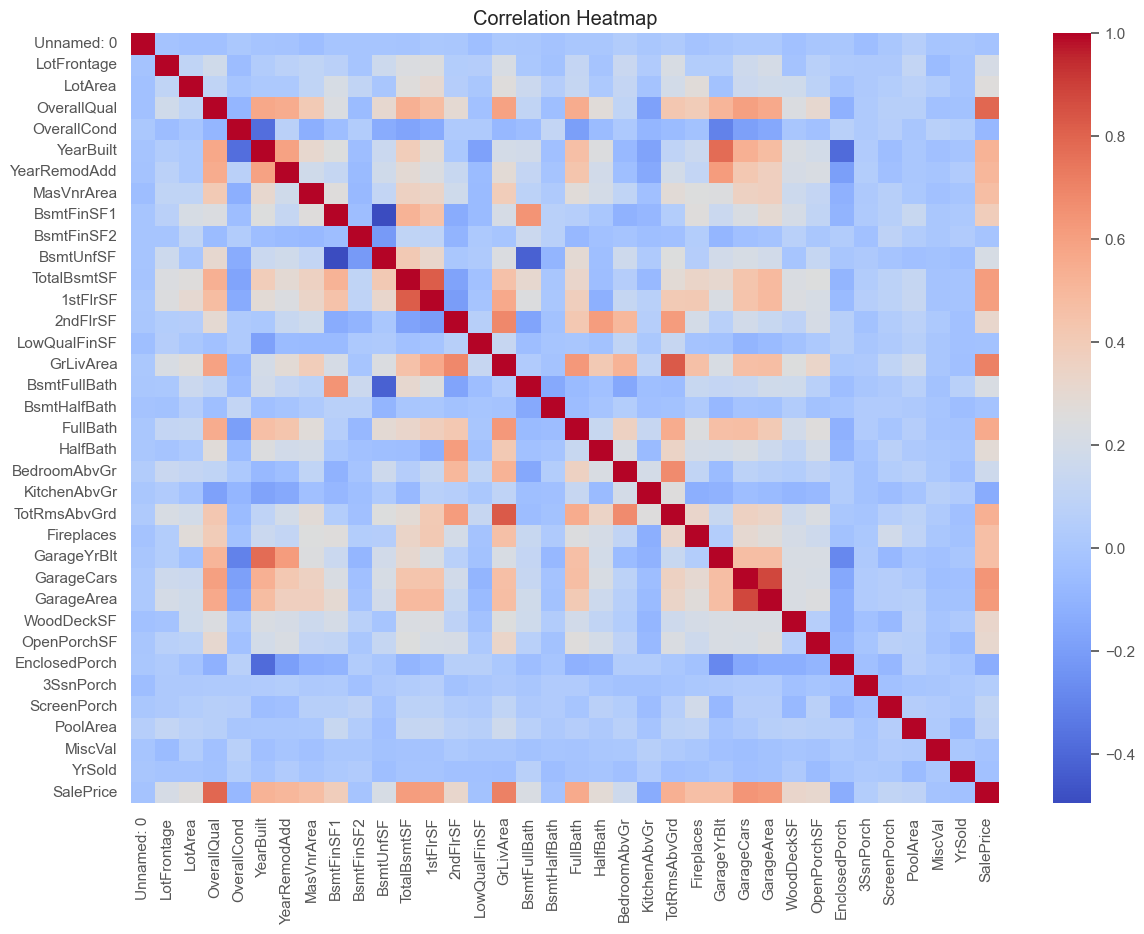 Correlation Heatmap
Unnamed: 0
LotFrontage
LotArea
OverallQual
OverallCond
YearBuilt
YearRemodAdd
MasVnrArea
BsmtFinSF1
BsmtFinSF2
BsmtUnfSF
TotalBsmtSF
1stFlrSF
2ndFlrSF
LowQualFinSF
GrLivArea
BsmtFullBath
BsmtHalfBath
FullBath
HalfBath
BedroomAbvGr
KitchenAbvGr
TotRmsAbvGrd
Fireplaces
GarageYrBlt
GarageCars
GarageArea
WoodDeckSF
OpenPorchSF
EnclosedPorch
3SsnPorch
ScreenPorch
PoolArea
MiscVal
YrSold
SalePrice
Unnamed: 0
LotFrontage
LotArea
OverallQual
OverallCond
YearBuilt
YearRemodAdd
MasVnrArea
BsmtFinSF1
BsmtFinSF2
BsmtUnfSF
TotalBsmtSF
1stFlrSF
2ndFlrSF
LowQualFinSF
GrLivArea
BsmtFullBath
BsmtHalfBath
FullBath
HalfBath
BedroomAbvGr
KitchenAbvGr
TotRmsAbvGrd
Fireplaces
GarageYrBlt
GarageCars
GarageArea
WoodDeckSF
OpenPorchSF
EnclosedPorch
3SsnPorch
ScreenPorch
PoolArea
MiscVal
YrSold
SalePrice
1.0
0.8
0.6
0.4
0.2
0.0
−0.2
−0.4